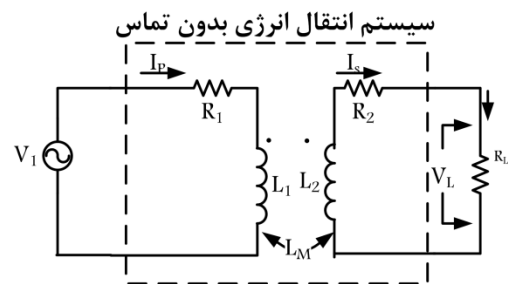 سیستم انتقال انرژی بدون تماس
I_P
I_s
R_1
R_2
V_1
L_1
L_2
V_L
R_L
L_M